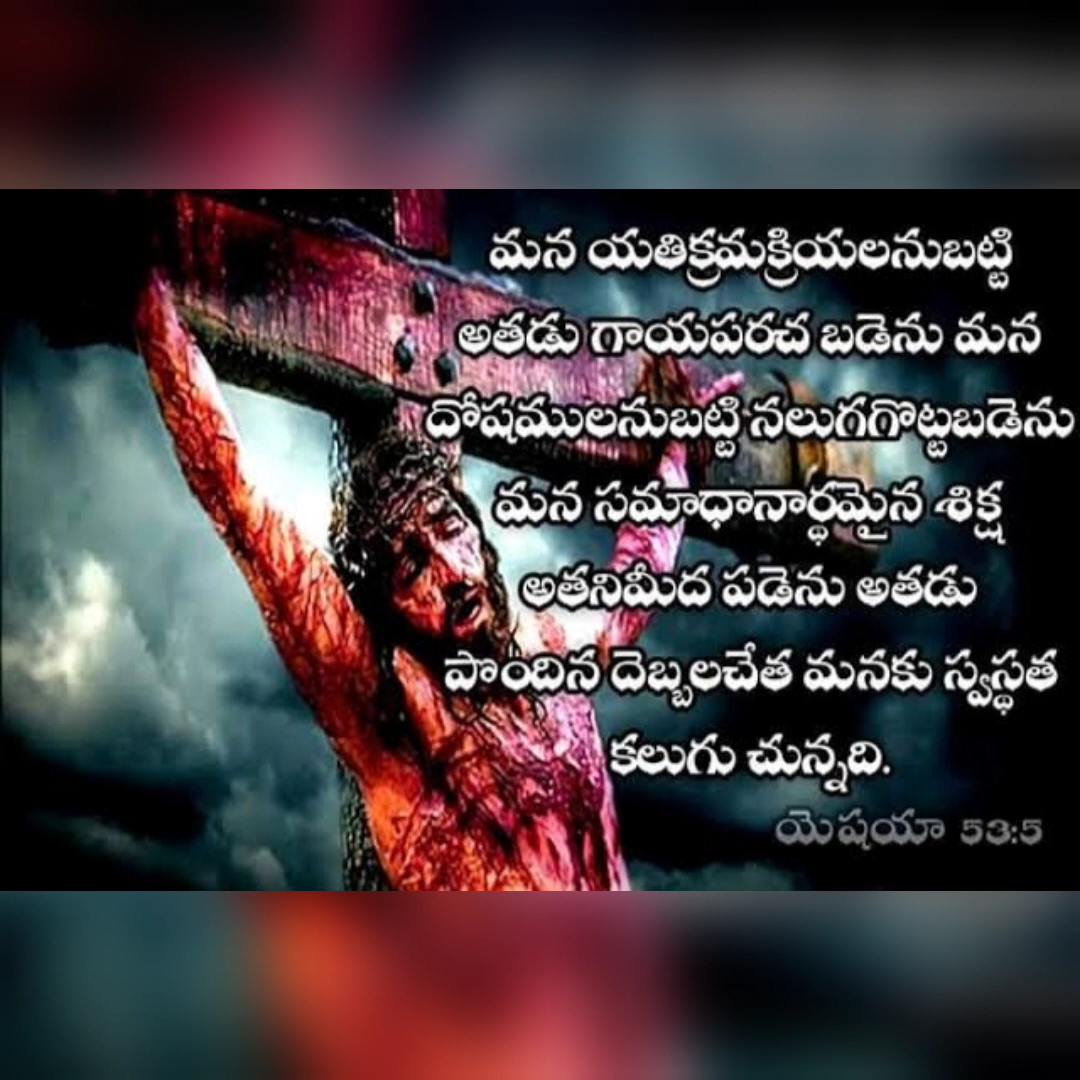 మన యతిక్రమక్రియలనుబట్టి
అతడు గాయపరచ బడెను మన
దోషములనుబట్టి నలుగగొట్టబడెను
మన సమాధానార్థమైన శిక్ష
అతనిమీద పడెను అతడు
పొందిన దెబ్బలచేత మనకు స్వస్థత
కలుగు చున్నది.
యెషయా 53:5